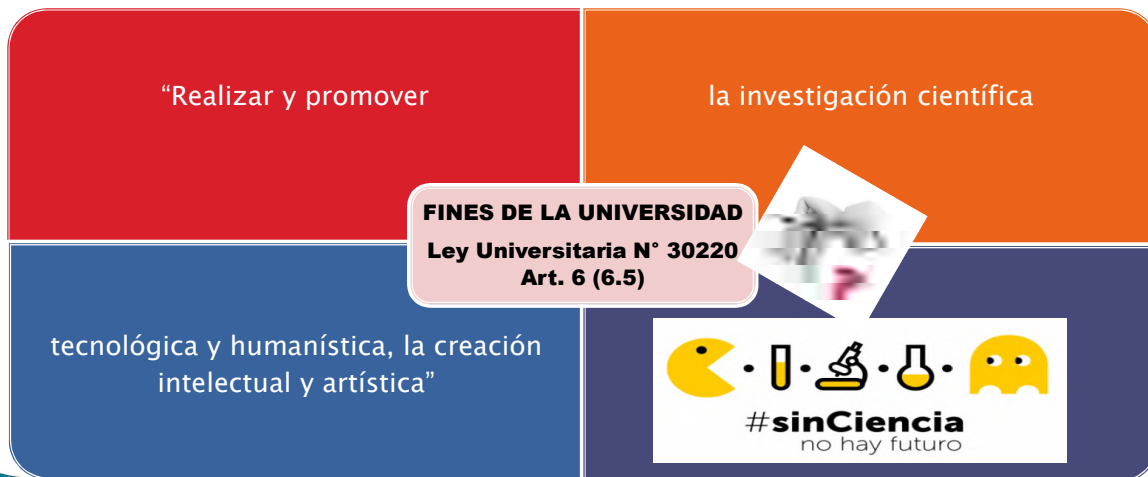 “Realizar y promover
la investigación científica
FINES DE LA UNIVERSIDAD
Ley Universitaria N° 30220
Art. 6 (6.5)
tecnológica y humanística, la creación
intelectual y artística”
#sinCiencia
no hay futuro